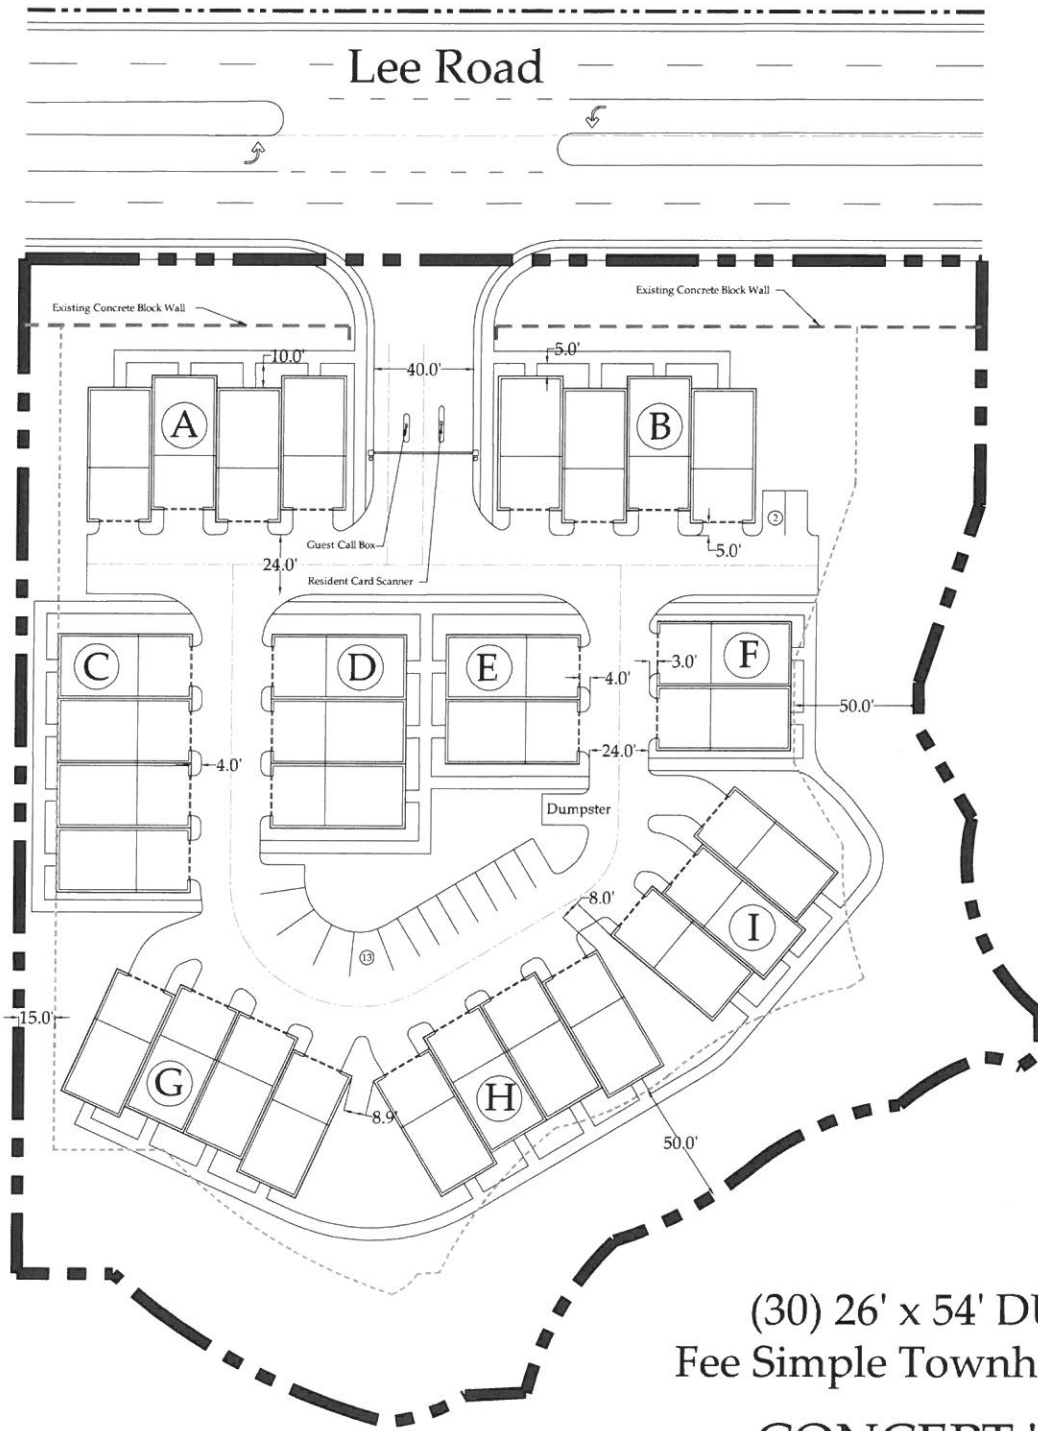 Lee Road
Existing Concrete Block Wall
Existing Concrete Block Wall
10.0'
40.0'
5.0'
A
B
2
Guest Call Box
5.0'
24.0'
Resident Card Scanner
C
D
E
F
3.0'
4.0'
50.0'
24.0'
4.0'
Dumpster
8.0'
I
13
15.0'
G
H
8.9'
50.0'
(30) 26' x 54' DU
Fee Simple Townh
CONCEPT '